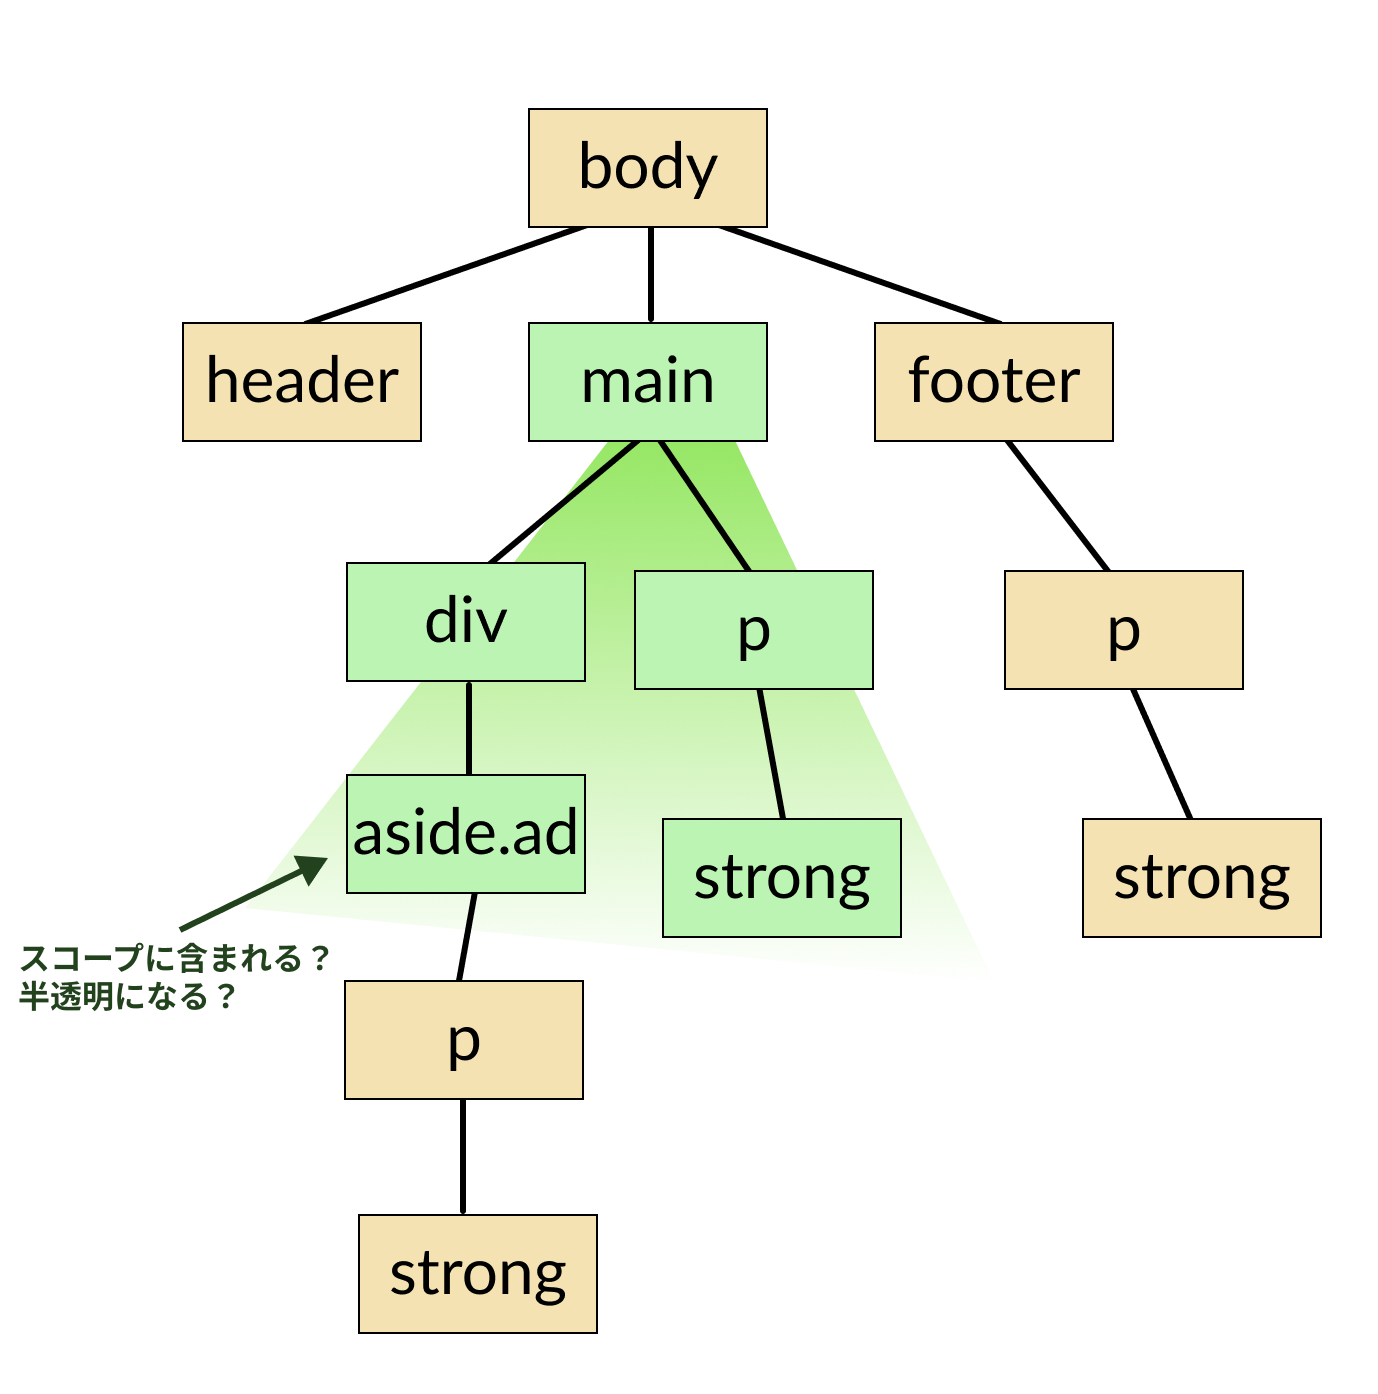 body
header
main
footer
div
p
p
aside.ad
strong
strong
スコープに含まれる？
半透明になる？
p
strong